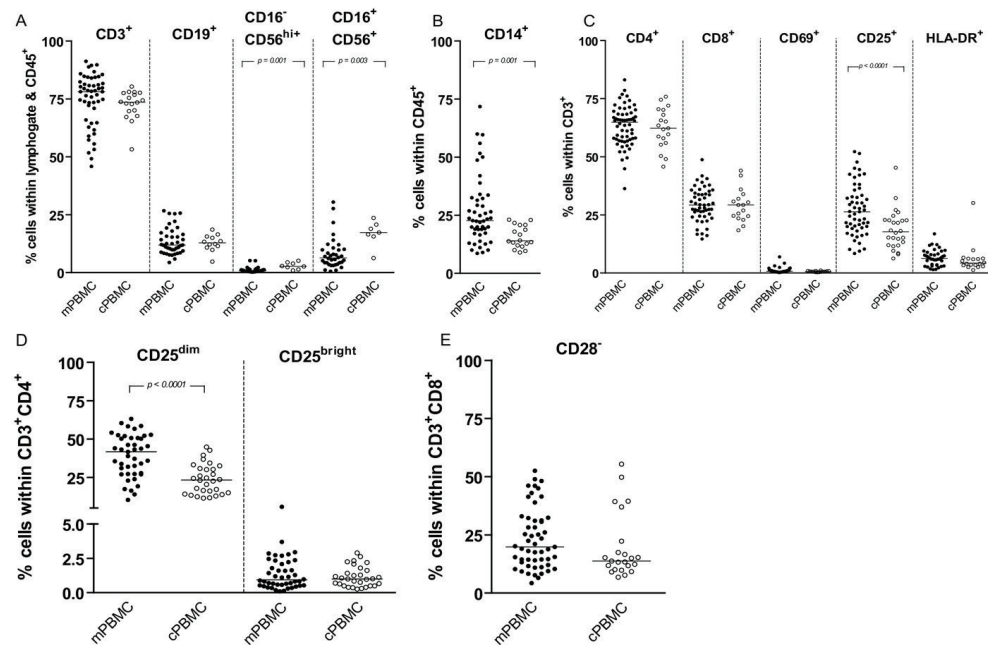 A
CD3+
CD19+
CD16-
CD56hi+
CD16+
CD56+
p = 0.001
p = 0.003
% cells within lymphogate & CD45+
100
75
50
25
0
mPBMC
cPBMC
mPBMC
cPBMC
mPBMC
cPBMC
mPBMC
cPBMC
B
CD14+
p = 0.001
% cells within CD45+
100
75
50
25
0
mPBMC
cPBMC
C
CD4+
CD8+
CD69+
CD25+
HLA-DR+
p < 0.0001
% cells within CD3+
100
75
50
25
0
mPBMC
cPBMC
mPBMC
cPBMC
mPBMC
cPBMC
mPBMC
cPBMC
mPBMC
cPBMC
D
CD25dim
CD25bright
p < 0.0001
% cells within CD3+CD4+
100
75
50
25
5.0
2.5
0.0
mPBMC
cPBMC
mPBMC
cPBMC
E
CD28-
% cells within CD3+CD8+
100
75
50
25
0
mPBMC
cPBMC